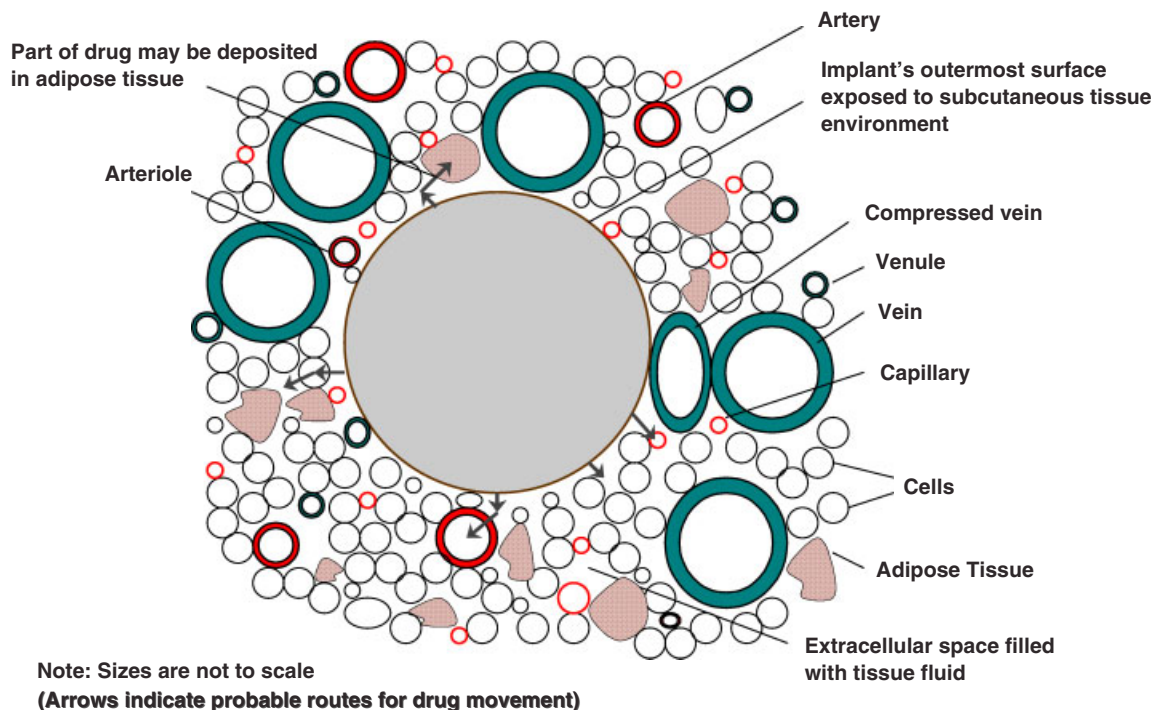 Artery
Part of drug may be deposited
in adipose tissue
Implant's outermost surface
exposed to subcutaneous tissue
environment
Arteriole
Compressed vein
Venule
Vein
Capillary
Cells
Adipose Tissue
Extracellular space filled
with tissue fluid
Note: Sizes are not to scale
(Arrows indicate probable routes for drug movement)